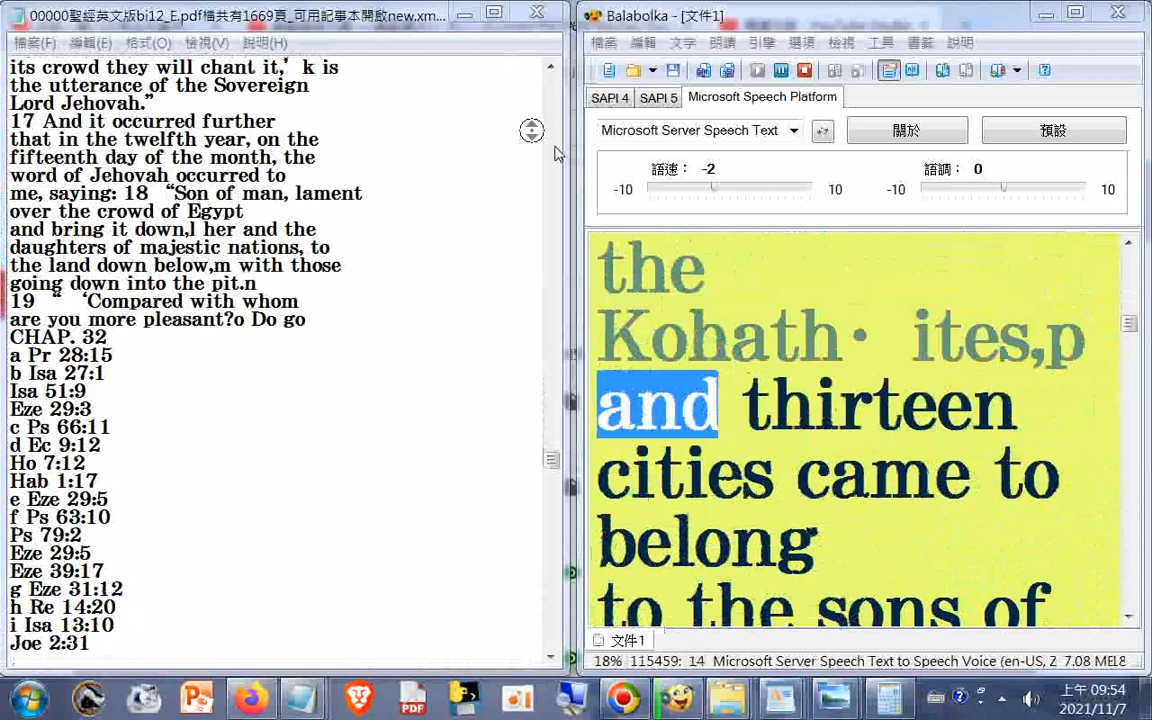 00000聖經英文版bi12_E.pdf檔共有1669頁_可用記事本開啟new.xm...
檔案(F) 編輯(E) 格式(O) 檢視(V) 說明(H)
its crowd they will chant it,’ k is
the utterance of the Sovereign
Lord Jehovah.”
17 And it occurred further
that in the twelfth year, on the
fifteenth day of the month, the
word of Jehovah occurred to
me, saying: 18 “Son of man, lament
over the crowd of Egypt
and bring it down,l her and the
daughters of majestic nations, to
the land down below,m with those
going down into the pit.n
19 “ ‘Compared with whom
are you more pleasant?o Do go
CHAP. 32
a Pr 28:15
b Isa 27:1
Isa 51:9
Eze 29:3
c Ps 66:11
d Ec 9:12
Ho 7:12
Hab 1:17
e Eze 29:5
f Ps 63:10
Ps 79:2
Eze 29:5
Eze 39:17
g Eze 31:12
h Re 14:20
i Isa 13:10
Joe 2:31
Balabolka - [文件1]
檔案 編輯 文字 朗讀 引擎 選項 檢視 工具 書籤 說明
SAPI 4 SAPI 5 Microsoft Speech Platform
Microsoft Server Speech Text 關於 預設
語速： -2 語調： 0
-10 10 -10 10
the
Kohath· ites,p
and thirteen
cities came to
belong
to the sons of
文件1
18% 115459: 14 Microsoft Server Speech Text to Speech Voice (en-US, Z 7.08 ME
PDF
上午 09:54
2021/11/7